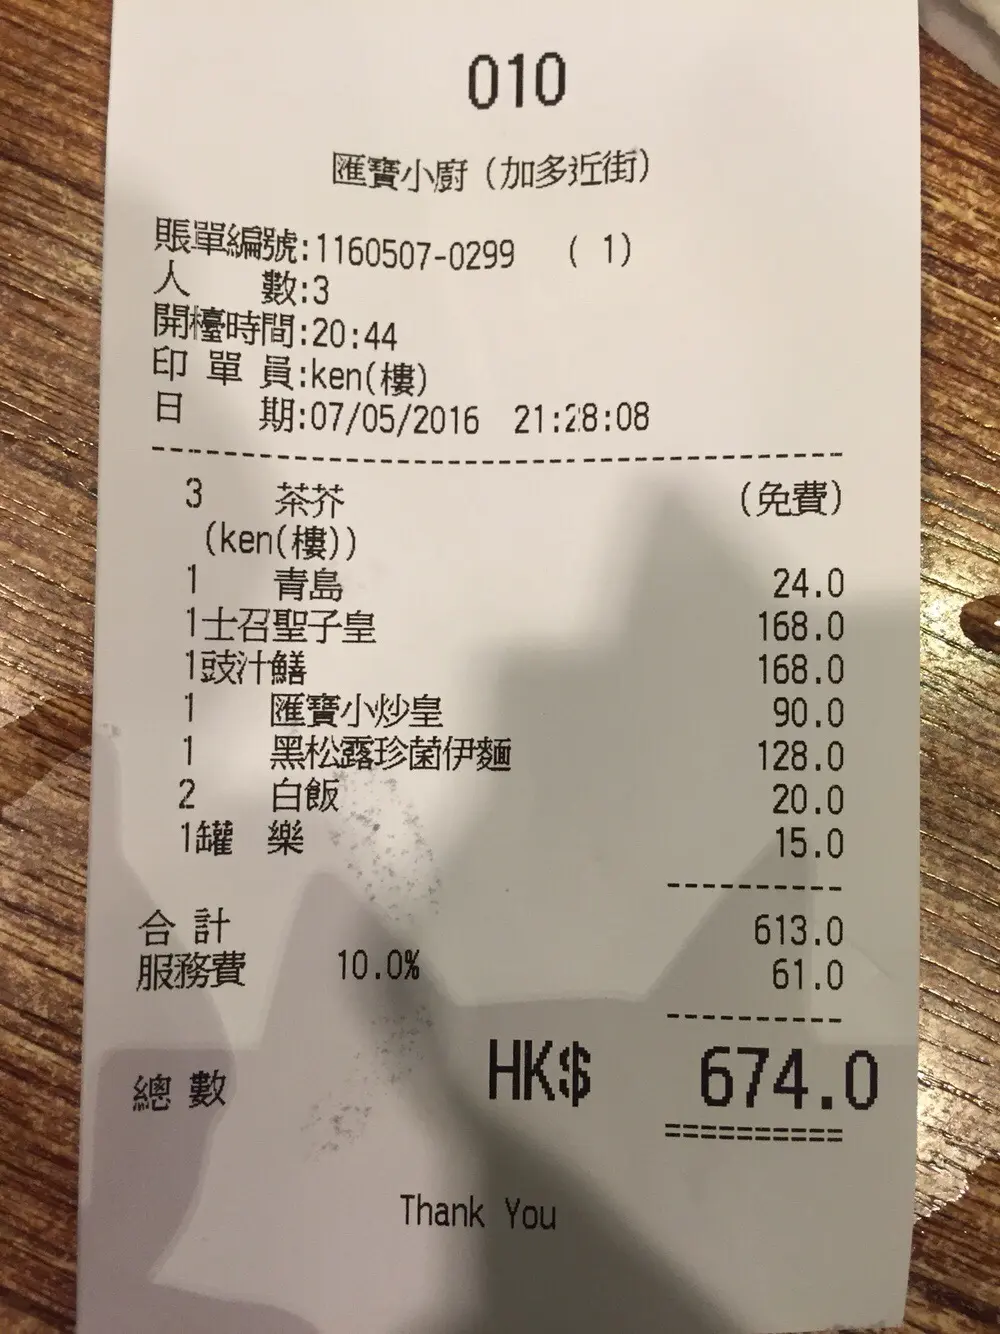 010
匯寶小廚（加多近街）
賬單編號:1160507-0299 ( 1)
人 數:3
開檯時間:20:44
印單員:ken(樓)
日 期:07/05/2016 21:28:08
3 茶芥 (免費)
(ken(樓))
1 青島 24.0
1士召聖子皇 168.0
1豉汁鱔 168.0
1 匯寶小炒皇 90.0
1 黑松露珍菌伊麵 128.0
2 白飯 20.0
1罐 樂 15.0
合計 613.0
服務費 10.0% 61.0
總數 HK$ 674.0
Thank You